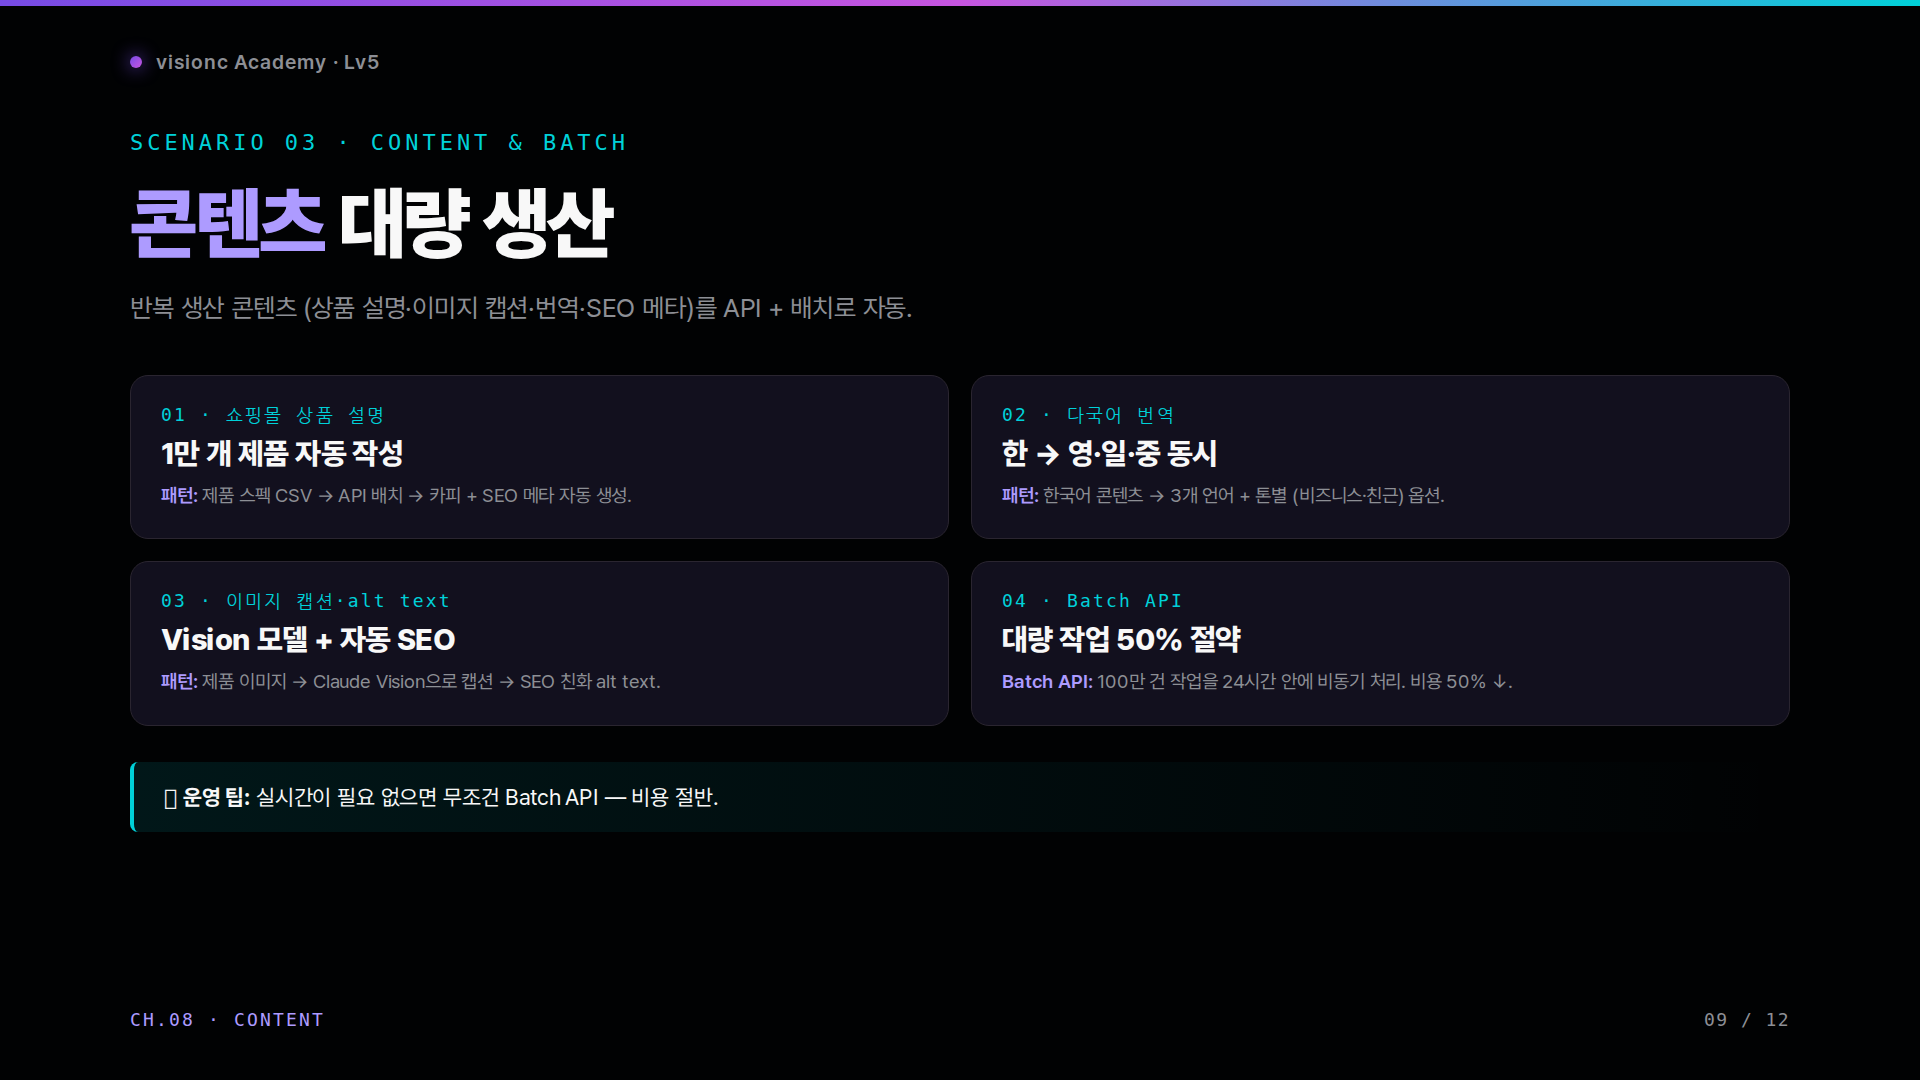 visionc Academy · Lv5
SCENARIO 03 · CONTENT & BATCH
콘텐츠 대량 생산
반복 생산 콘텐츠 (상품 설명·이미지 캡션·번역·SEO 메타)를 API + 배치로 자동.
01 · 쇼핑몰 상품 설명
1만 개 제품 자동 작성
패턴: 제품 스펙 CSV → API 배치 → 카피 + SEO 메타 자동 생성.
02 · 다국어 번역
한 → 영·일·중 동시
패턴: 한국어 콘텐츠 → 3개 언어 + 톤별 (비즈니스·친근) 옵션.
03 · 이미지 캡션·alt text
Vision 모델 + 자동 SEO
패턴: 제품 이미지 → Claude Vision으로 캡션 → SEO 친화 alt text.
04 · Batch API
대량 작업 50% 절약
Batch API: 100만 건 작업을 24시간 안에 비동기 처리. 비용 50% ↓.
운영 팁: 실시간이 필요 없으면 무조건 Batch API — 비용 절반.
CH.08 · CONTENT
09 / 12